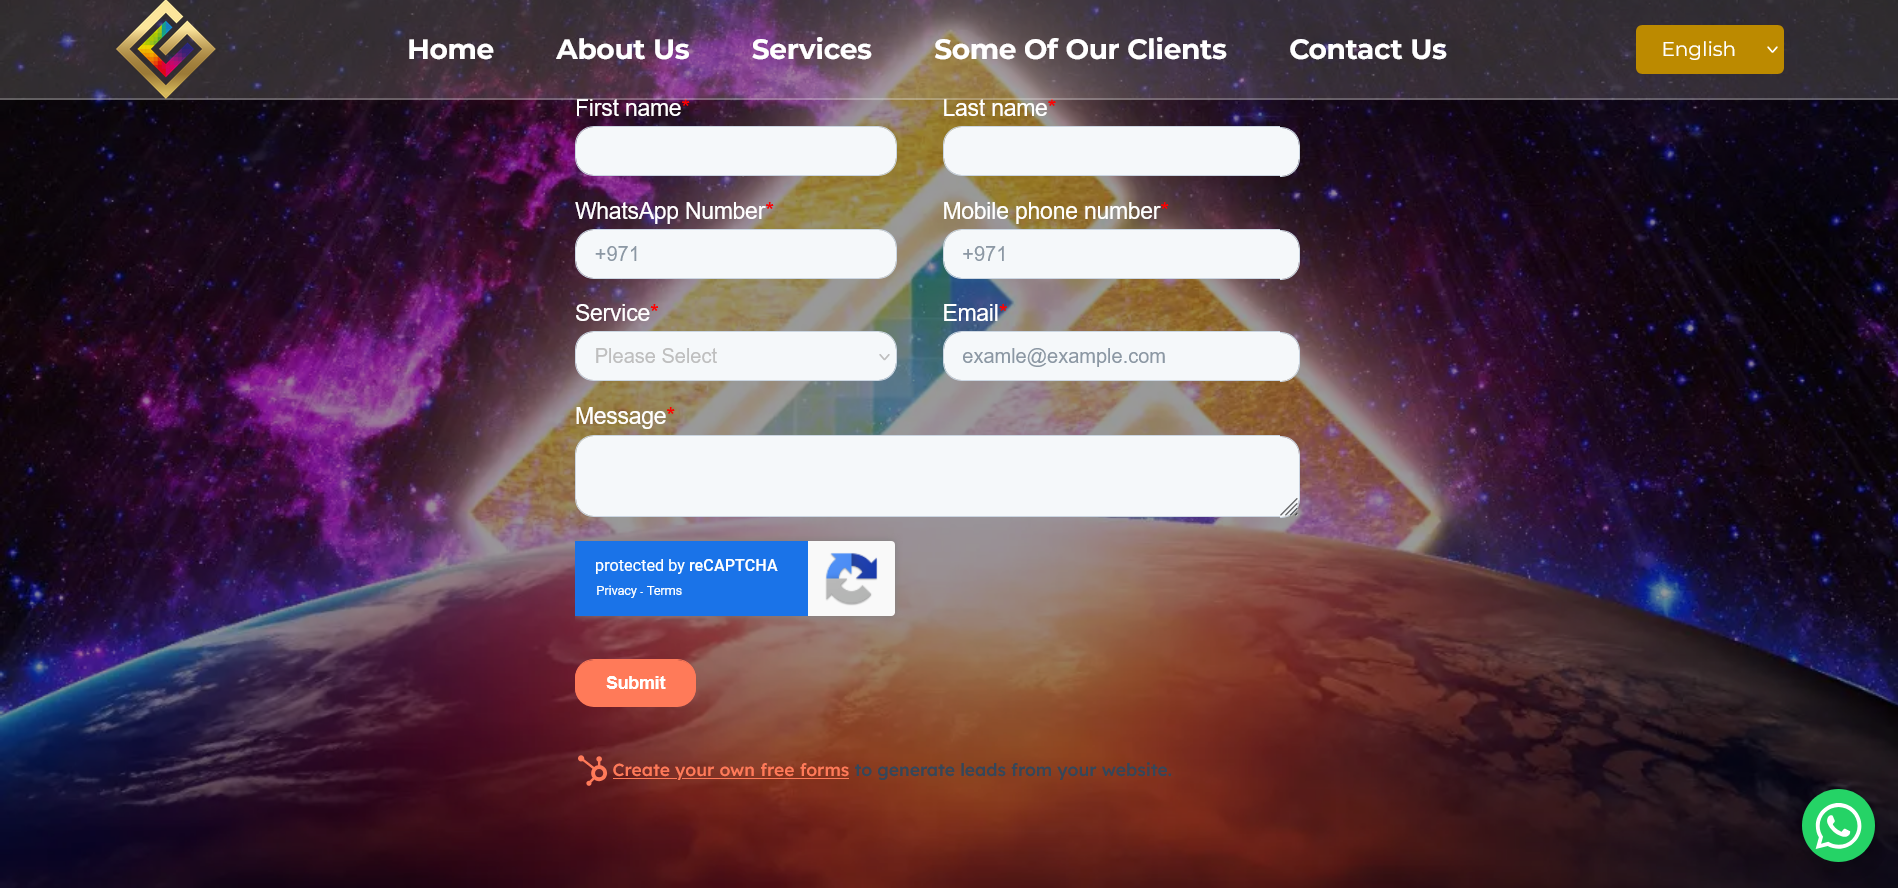 Home About Us Services Some Of Our Clients Contact Us English
First name* Last name*
WhatsApp Number* Mobile phone number*
+971 +971
Service* Email*
Please Select examle@example.com
Message*
protected by reCAPTCHA
Privacy - Terms
Submit
Create your own free forms to generate leads from your website.